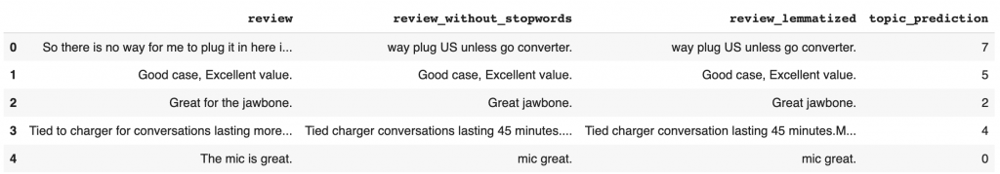 review review_without_stopwords review_lemmatized topic_prediction
0 So there is no way for me to plug it in here i... way plug US unless go converter. way plug US unless go converter. 7
1 Good case, Excellent value. Good case, Excellent value. Good case, Excellent value. 5
2 Great for the jawbone. Great jawbone. Great jawbone. 2
3 Tied to charger for conversations lasting more... Tied charger conversations lasting 45 minutes.... Tied charger conversation lasting 45 minutes.M... 4
4 The mic is great. mic great. mic great. 0